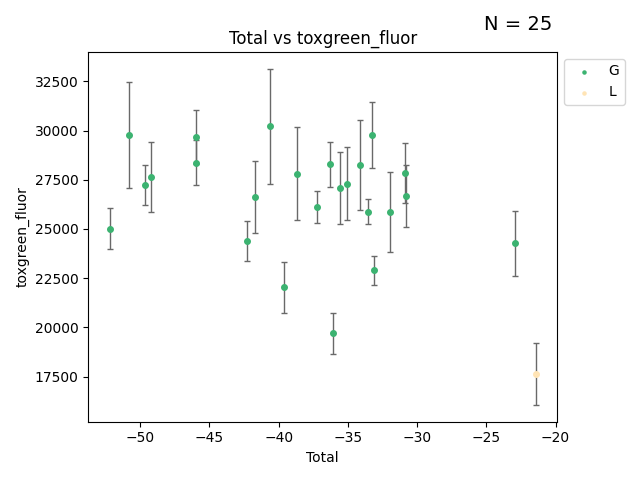 N = 25
Total vs toxgreen_fluor
G
L
toxgreen_fluor
32500
30000
27500
25000
22500
20000
17500
−50 −45 −40 −35 −30 −25 −20
Total